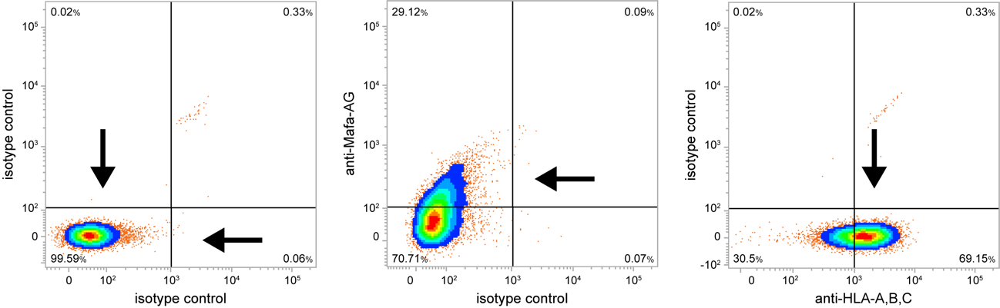 0.02% 0.33%
10⁵
10⁴
10³
10²
0
isotype control
99.59% 0.06%
0 10² 10³ 10⁴ 10⁵
isotype control
29.12% 0.09%
10⁵
10⁴
10³
10²
0
anti-Mafa-AG
70.71% 0.07%
0 10² 10³ 10⁴ 10⁵
isotype control
0.02% 0.33%
10⁵
10⁴
10³
10²
0
-10²
isotype control
30.5% 69.15%
0 10² 10³ 10⁴ 10⁵
anti-HLA-A,B,C